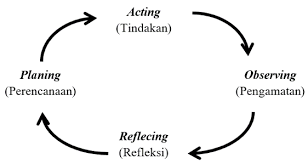 Acting
(Tindakan)
Planing
(Perencanaan)
Observing
(Pengamatan)
Reflecing
(Refleksi)